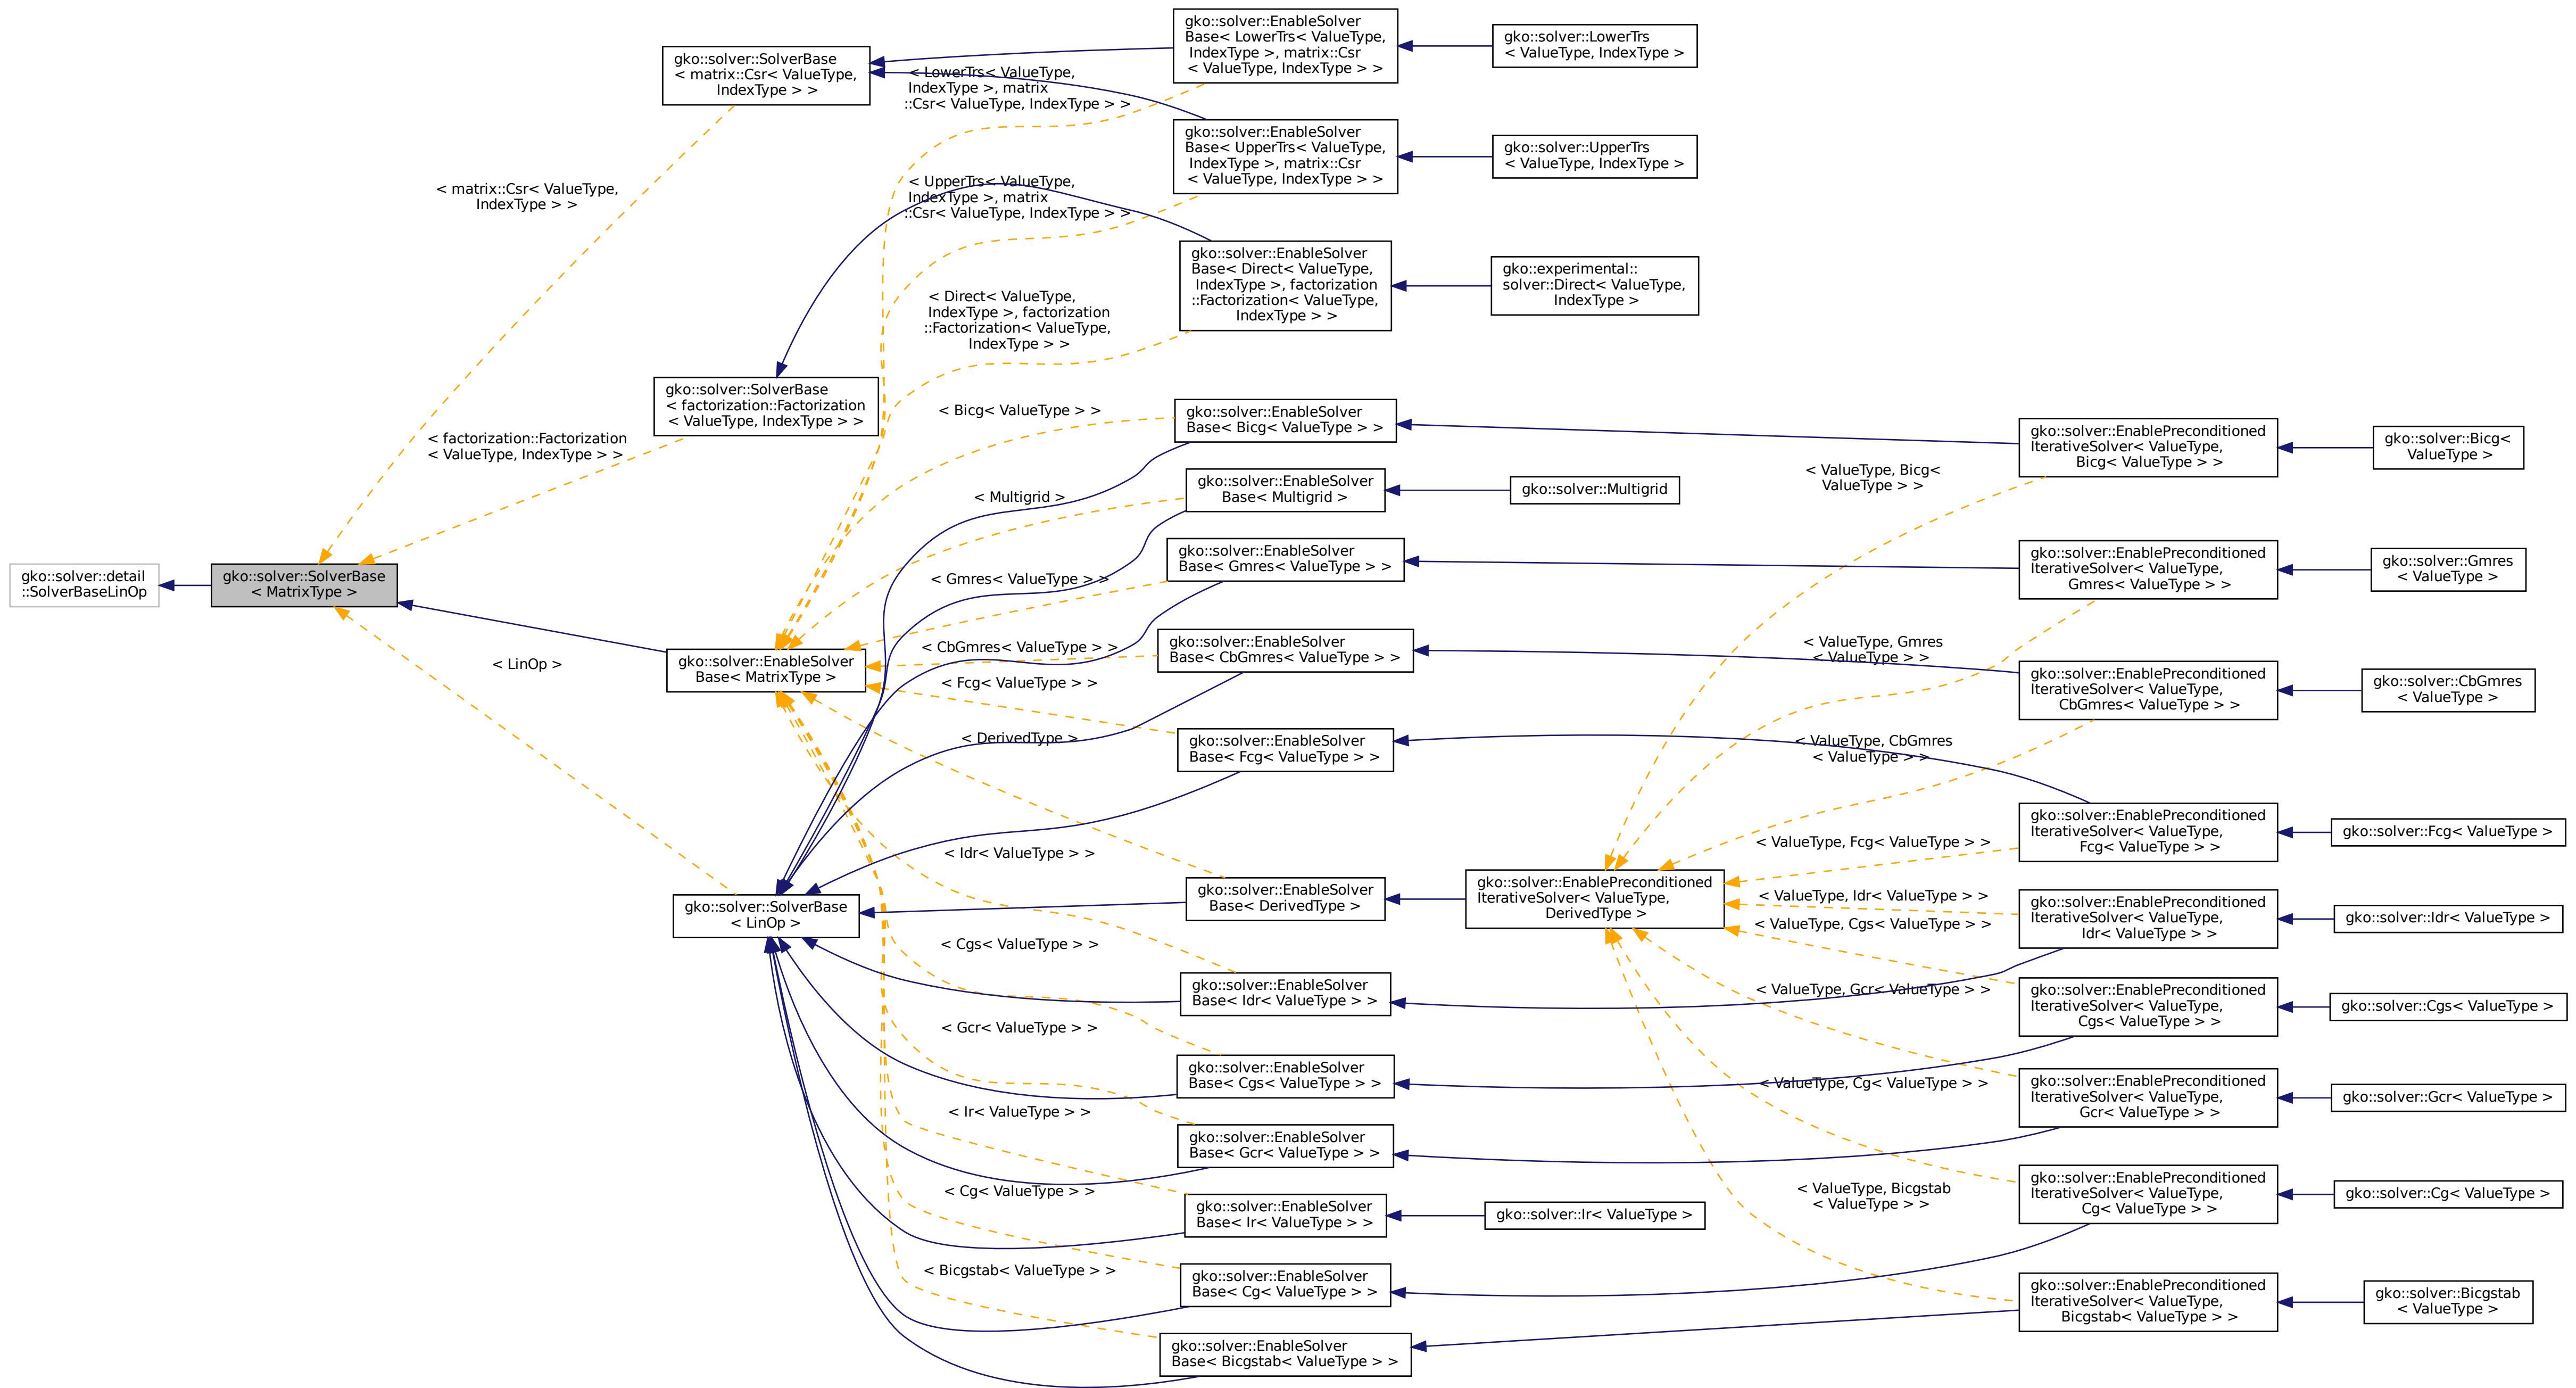 gko::solver::detail
::SolverBaseLinOp
gko::solver::SolverBase
< MatrixType >
< matrix::Csr< ValueType,
IndexType > >
< factorization::Factorization
< ValueType, IndexType > >
< LinOp >
gko::solver::SolverBase
< matrix::Csr< ValueType,
IndexType > >
gko::solver::SolverBase
< factorization::Factorization
< ValueType, IndexType > >
gko::solver::EnableSolver
Base< MatrixType >
gko::solver::SolverBase
< LinOp >
< LowerTrs< ValueType,
IndexType >, matrix
::Csr< ValueType, IndexType > >
< UpperTrs< ValueType,
IndexType >, matrix
::Csr< ValueType, IndexType > >
< Direct< ValueType,
IndexType >, factorization
::Factorization< ValueType,
IndexType > >
< Bicg< ValueType > >
< Multigrid >
< Gmres< ValueType > >
< CbGmres< ValueType > >
< Fcg< ValueType > >
< DerivedType >
< Idr< ValueType > >
< Cgs< ValueType > >
< Gcr< ValueType > >
< Ir< ValueType > >
< Cg< ValueType > >
< Bicgstab< ValueType > >
gko::solver::EnableSolver
Base< LowerTrs< ValueType,
IndexType >, matrix::Csr
< ValueType, IndexType > >
gko::solver::EnableSolver
Base< UpperTrs< ValueType,
IndexType >, matrix::Csr
< ValueType, IndexType > >
gko::solver::EnableSolver
Base< Direct< ValueType,
IndexType >, factorization
::Factorization< ValueType,
IndexType > >
gko::solver::EnableSolver
Base< Bicg< ValueType > >
gko::solver::EnableSolver
Base< Multigrid >
gko::solver::EnableSolver
Base< Gmres< ValueType > >
gko::solver::EnableSolver
Base< CbGmres< ValueType > >
gko::solver::EnableSolver
Base< Fcg< ValueType > >
gko::solver::EnableSolver
Base< DerivedType >
gko::solver::EnableSolver
Base< Idr< ValueType > >
gko::solver::EnableSolver
Base< Cgs< ValueType > >
gko::solver::EnableSolver
Base< Gcr< ValueType > >
gko::solver::EnableSolver
Base< Ir< ValueType > >
gko::solver::EnableSolver
Base< Cg< ValueType > >
gko::solver::EnableSolver
Base< Bicgstab< ValueType > >
gko::solver::LowerTrs
< ValueType, IndexType >
gko::solver::UpperTrs
< ValueType, IndexType >
gko::experimental::
solver::Direct< ValueType,
IndexType >
gko::solver::Multigrid
gko::solver::EnablePreconditioned
IterativeSolver< ValueType,
DerivedType >
gko::solver::Ir< ValueType >
< ValueType, Bicg<
ValueType > >
< ValueType, Gmres
< ValueType > >
< ValueType, CbGmres
< ValueType > >
< ValueType, Fcg< ValueType > >
< ValueType, Idr< ValueType > >
< ValueType, Cgs< ValueType > >
< ValueType, Gcr< ValueType > >
< ValueType, Cg< ValueType > >
< ValueType, Bicgstab
< ValueType > >
gko::solver::EnablePreconditioned
IterativeSolver< ValueType,
Bicg< ValueType > >
gko::solver::EnablePreconditioned
IterativeSolver< ValueType,
Gmres< ValueType > >
gko::solver::EnablePreconditioned
IterativeSolver< ValueType,
CbGmres< ValueType > >
gko::solver::EnablePreconditioned
IterativeSolver< ValueType,
Fcg< ValueType > >
gko::solver::EnablePreconditioned
IterativeSolver< ValueType,
Idr< ValueType > >
gko::solver::EnablePreconditioned
IterativeSolver< ValueType,
Cgs< ValueType > >
gko::solver::EnablePreconditioned
IterativeSolver< ValueType,
Gcr< ValueType > >
gko::solver::EnablePreconditioned
IterativeSolver< ValueType,
Cg< ValueType > >
gko::solver::EnablePreconditioned
IterativeSolver< ValueType,
Bicgstab< ValueType > >
gko::solver::Bicg<
ValueType >
gko::solver::Gmres
< ValueType >
gko::solver::CbGmres
< ValueType >
gko::solver::Fcg< ValueType >
gko::solver::Idr< ValueType >
gko::solver::Cgs< ValueType >
gko::solver::Gcr< ValueType >
gko::solver::Cg< ValueType >
gko::solver::Bicgstab
< ValueType >